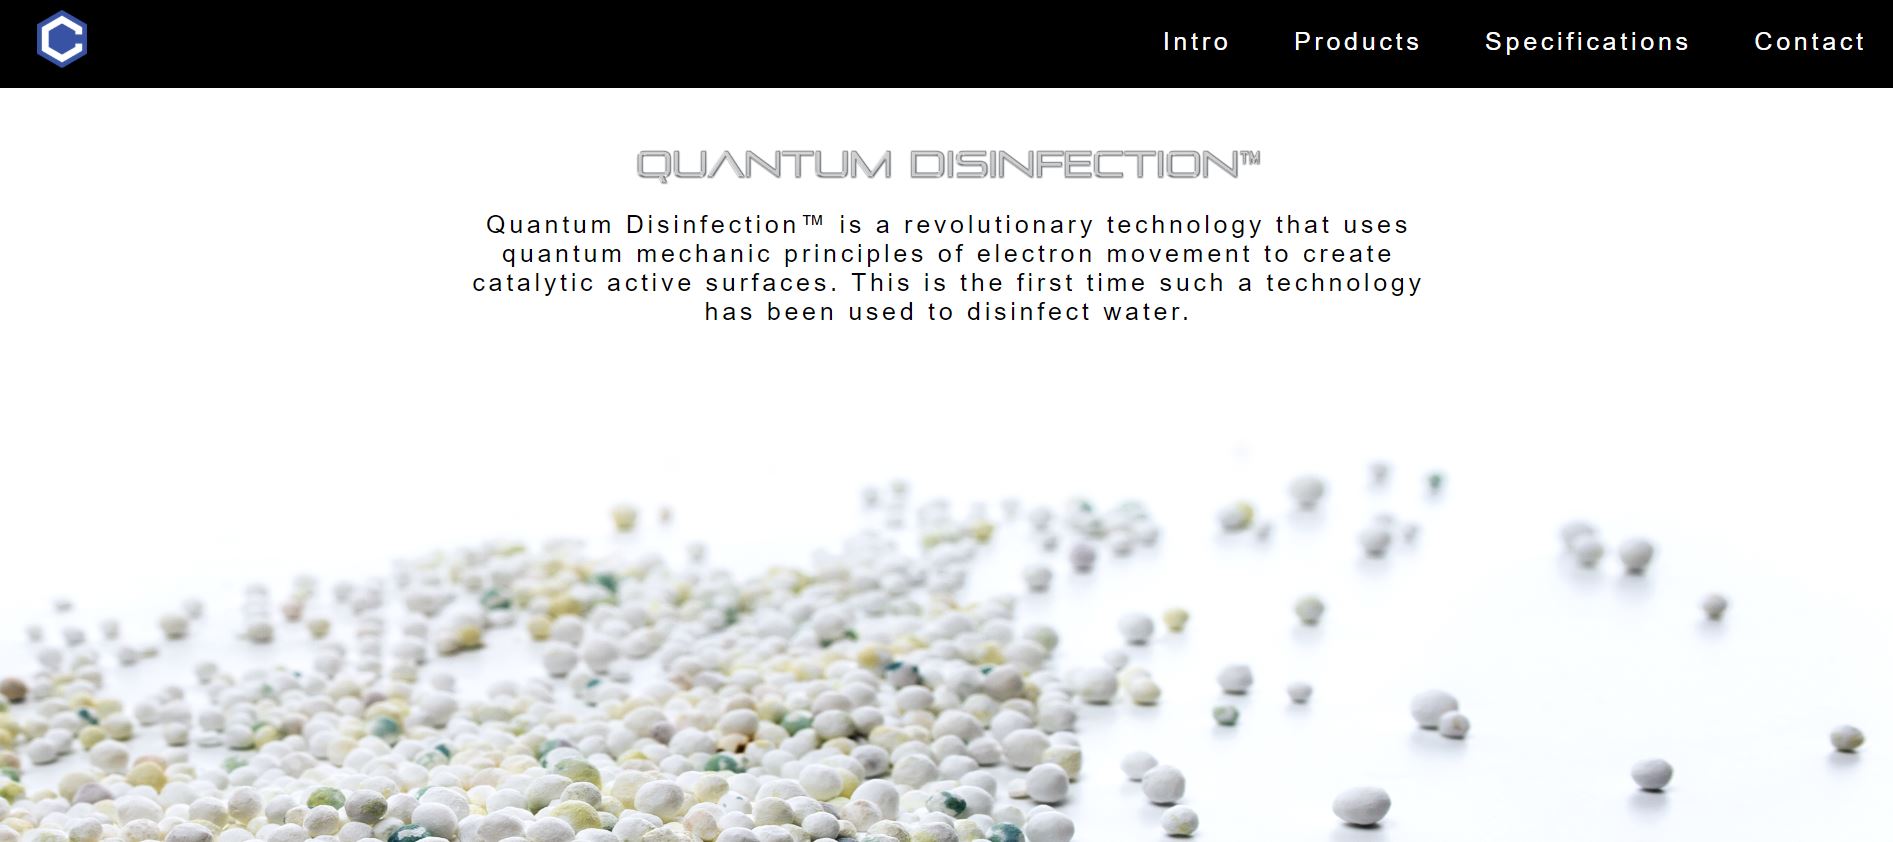 Intro Products Specifications Contact
QUANTUM DISINFECTION™
Quantum Disinfection™ is a revolutionary technology that uses
quantum mechanic principles of electron movement to create
catalytic active surfaces. This is the first time such a technology
has been used to disinfect water.